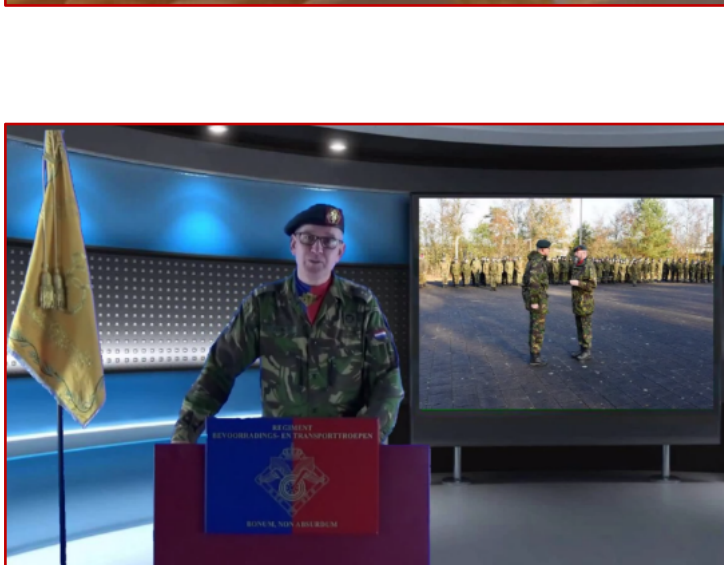 REGIMENT
BEVOORRADINGS- EN TRANSPORTTROEPEN
BONUM, NON ABSURDUM